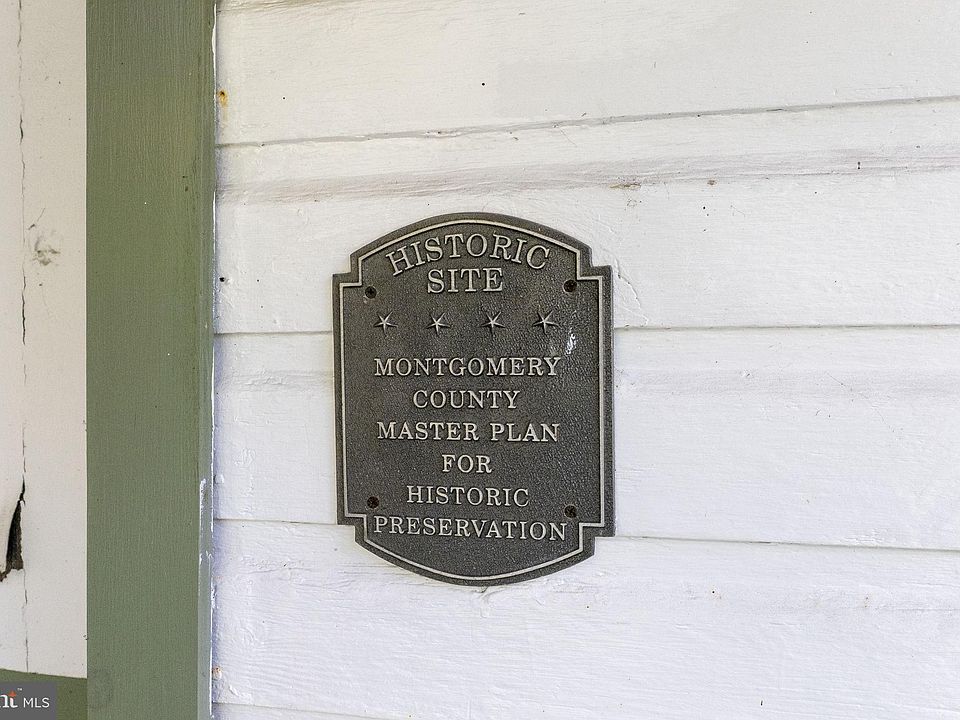 HISTORIC
SITE
MONTGOMERY
COUNTY
MASTER PLAN
FOR
HISTORIC
PRESERVATION
MLS